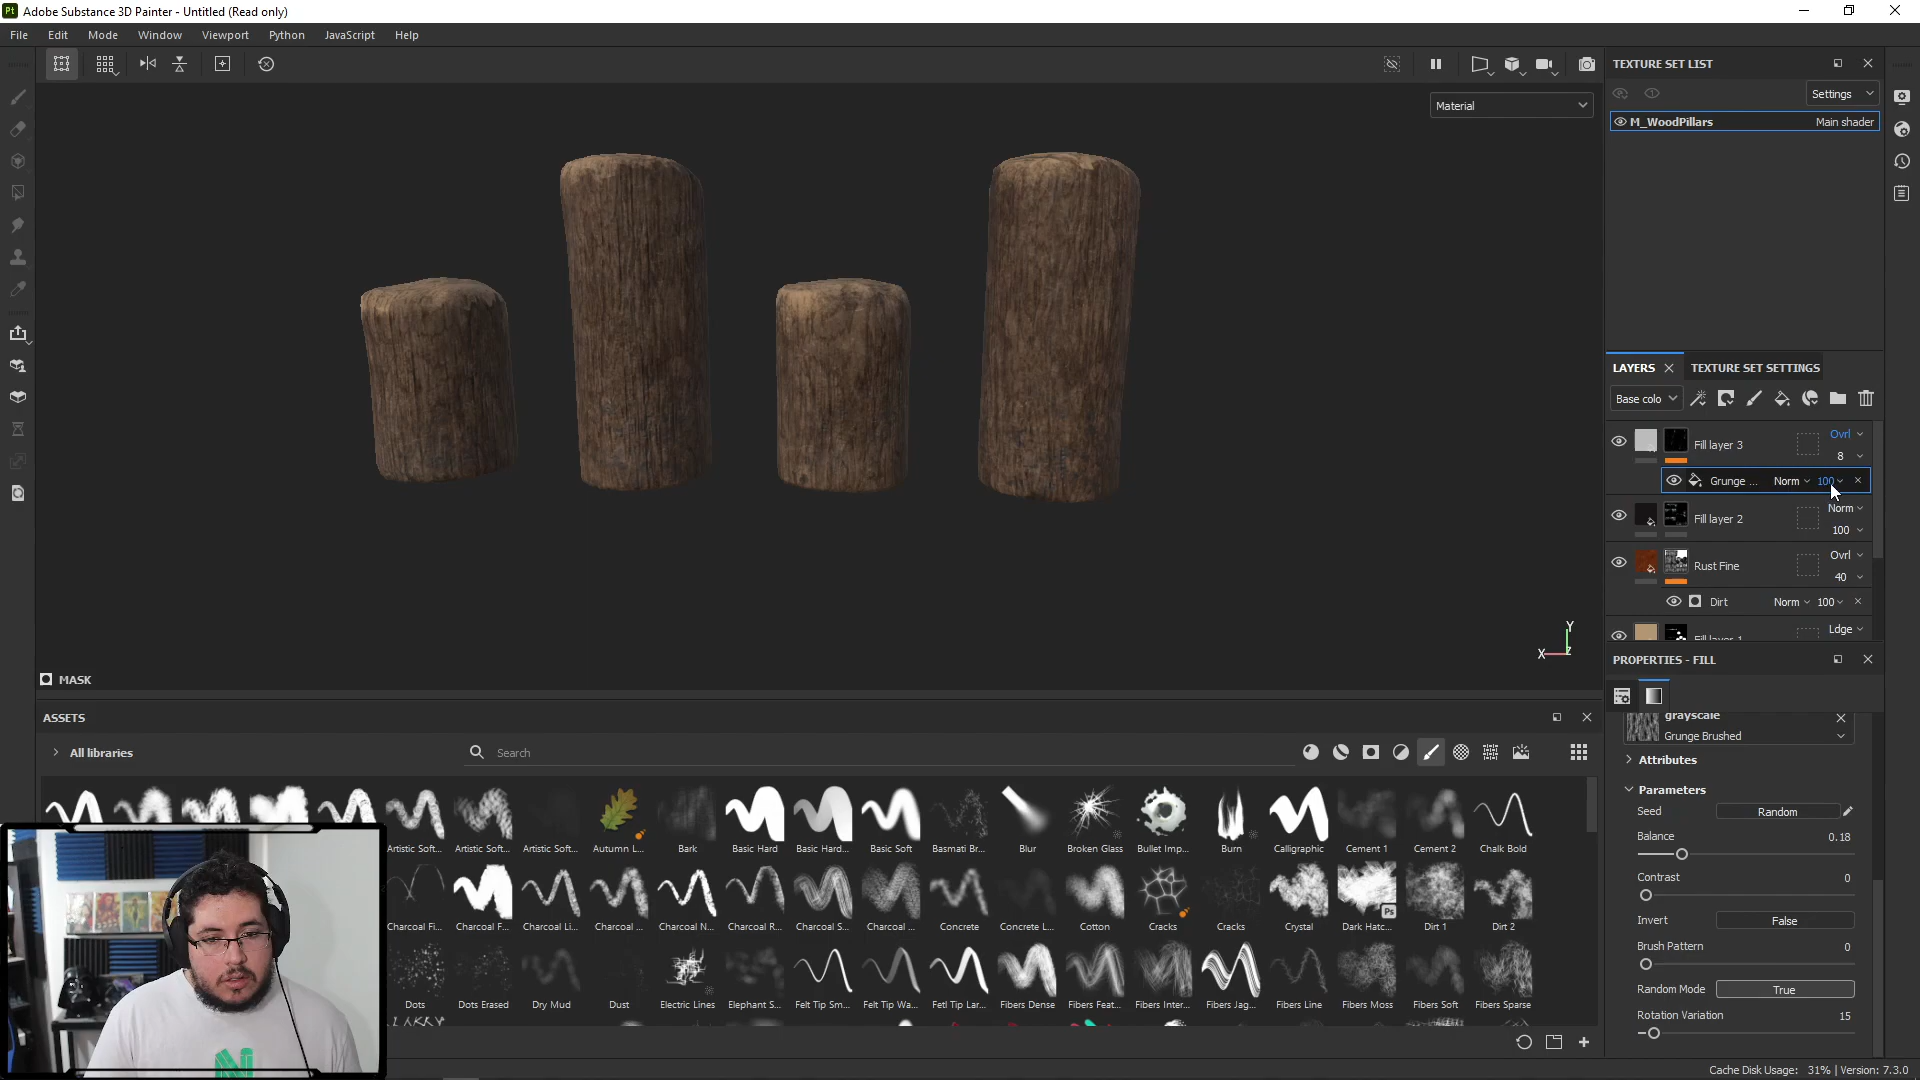 Adobe Substance 3D Painter - Untitled (Read only)
File Edit Mode Window Viewport Python JavaScript Help
Material
TEXTURE SET LIST
Settings
M_WoodPillars Main shader
LAYERS TEXTURE SET SETTINGS
Base colo
Fill layer 3 Ovrl
8
Grunge ... Norm 100
Fill layer 2 Norm
100
Rust Fine Ovrl
40
Dirt Norm 100
Fill layer 1 Ldge
Y
X Z
MASK
PROPERTIES - FILL
grayscale
Grunge Brushed
Attributes
Parameters
Seed Random
Balance 0.18
Contrast 0
Invert False
Brush Pattern 0
Random Mode True
Rotation Variation 15
ASSETS
All libraries
Search
Artistic Soft... Artistic Sof... Artistic Soft... Autumn L... Bark Basic Hard Basic Hard... Basic Soft Basmati Br... Blur Broken Glass Bullet Imp... Burn Calligraphic Cement 1 Cement 2 Chalk Bold
Charcoal Fi... Charcoal F... Charcoal Li... Charcoal ... Charcoal N... Charcoal R... Charcoal S... Charcoal ... Concrete Concrete L... Cotton Cracks Cracks Crystal Dark Hatc... Dirt 1 Dirt 2
Ps
Dots Dots Erased Dry Mud Dust Electric Lines Elephant S... Felt Tip Sm... Felt Tip Wa... Fetl Tip Lar... Fibers Dense Fibers Feat... Fibers Inter... Fibers Jag... Fibers Line Fibers Moss Fibers Soft Fibers Sparse
Cache Disk Usage: 31% | Version: 7.3.0